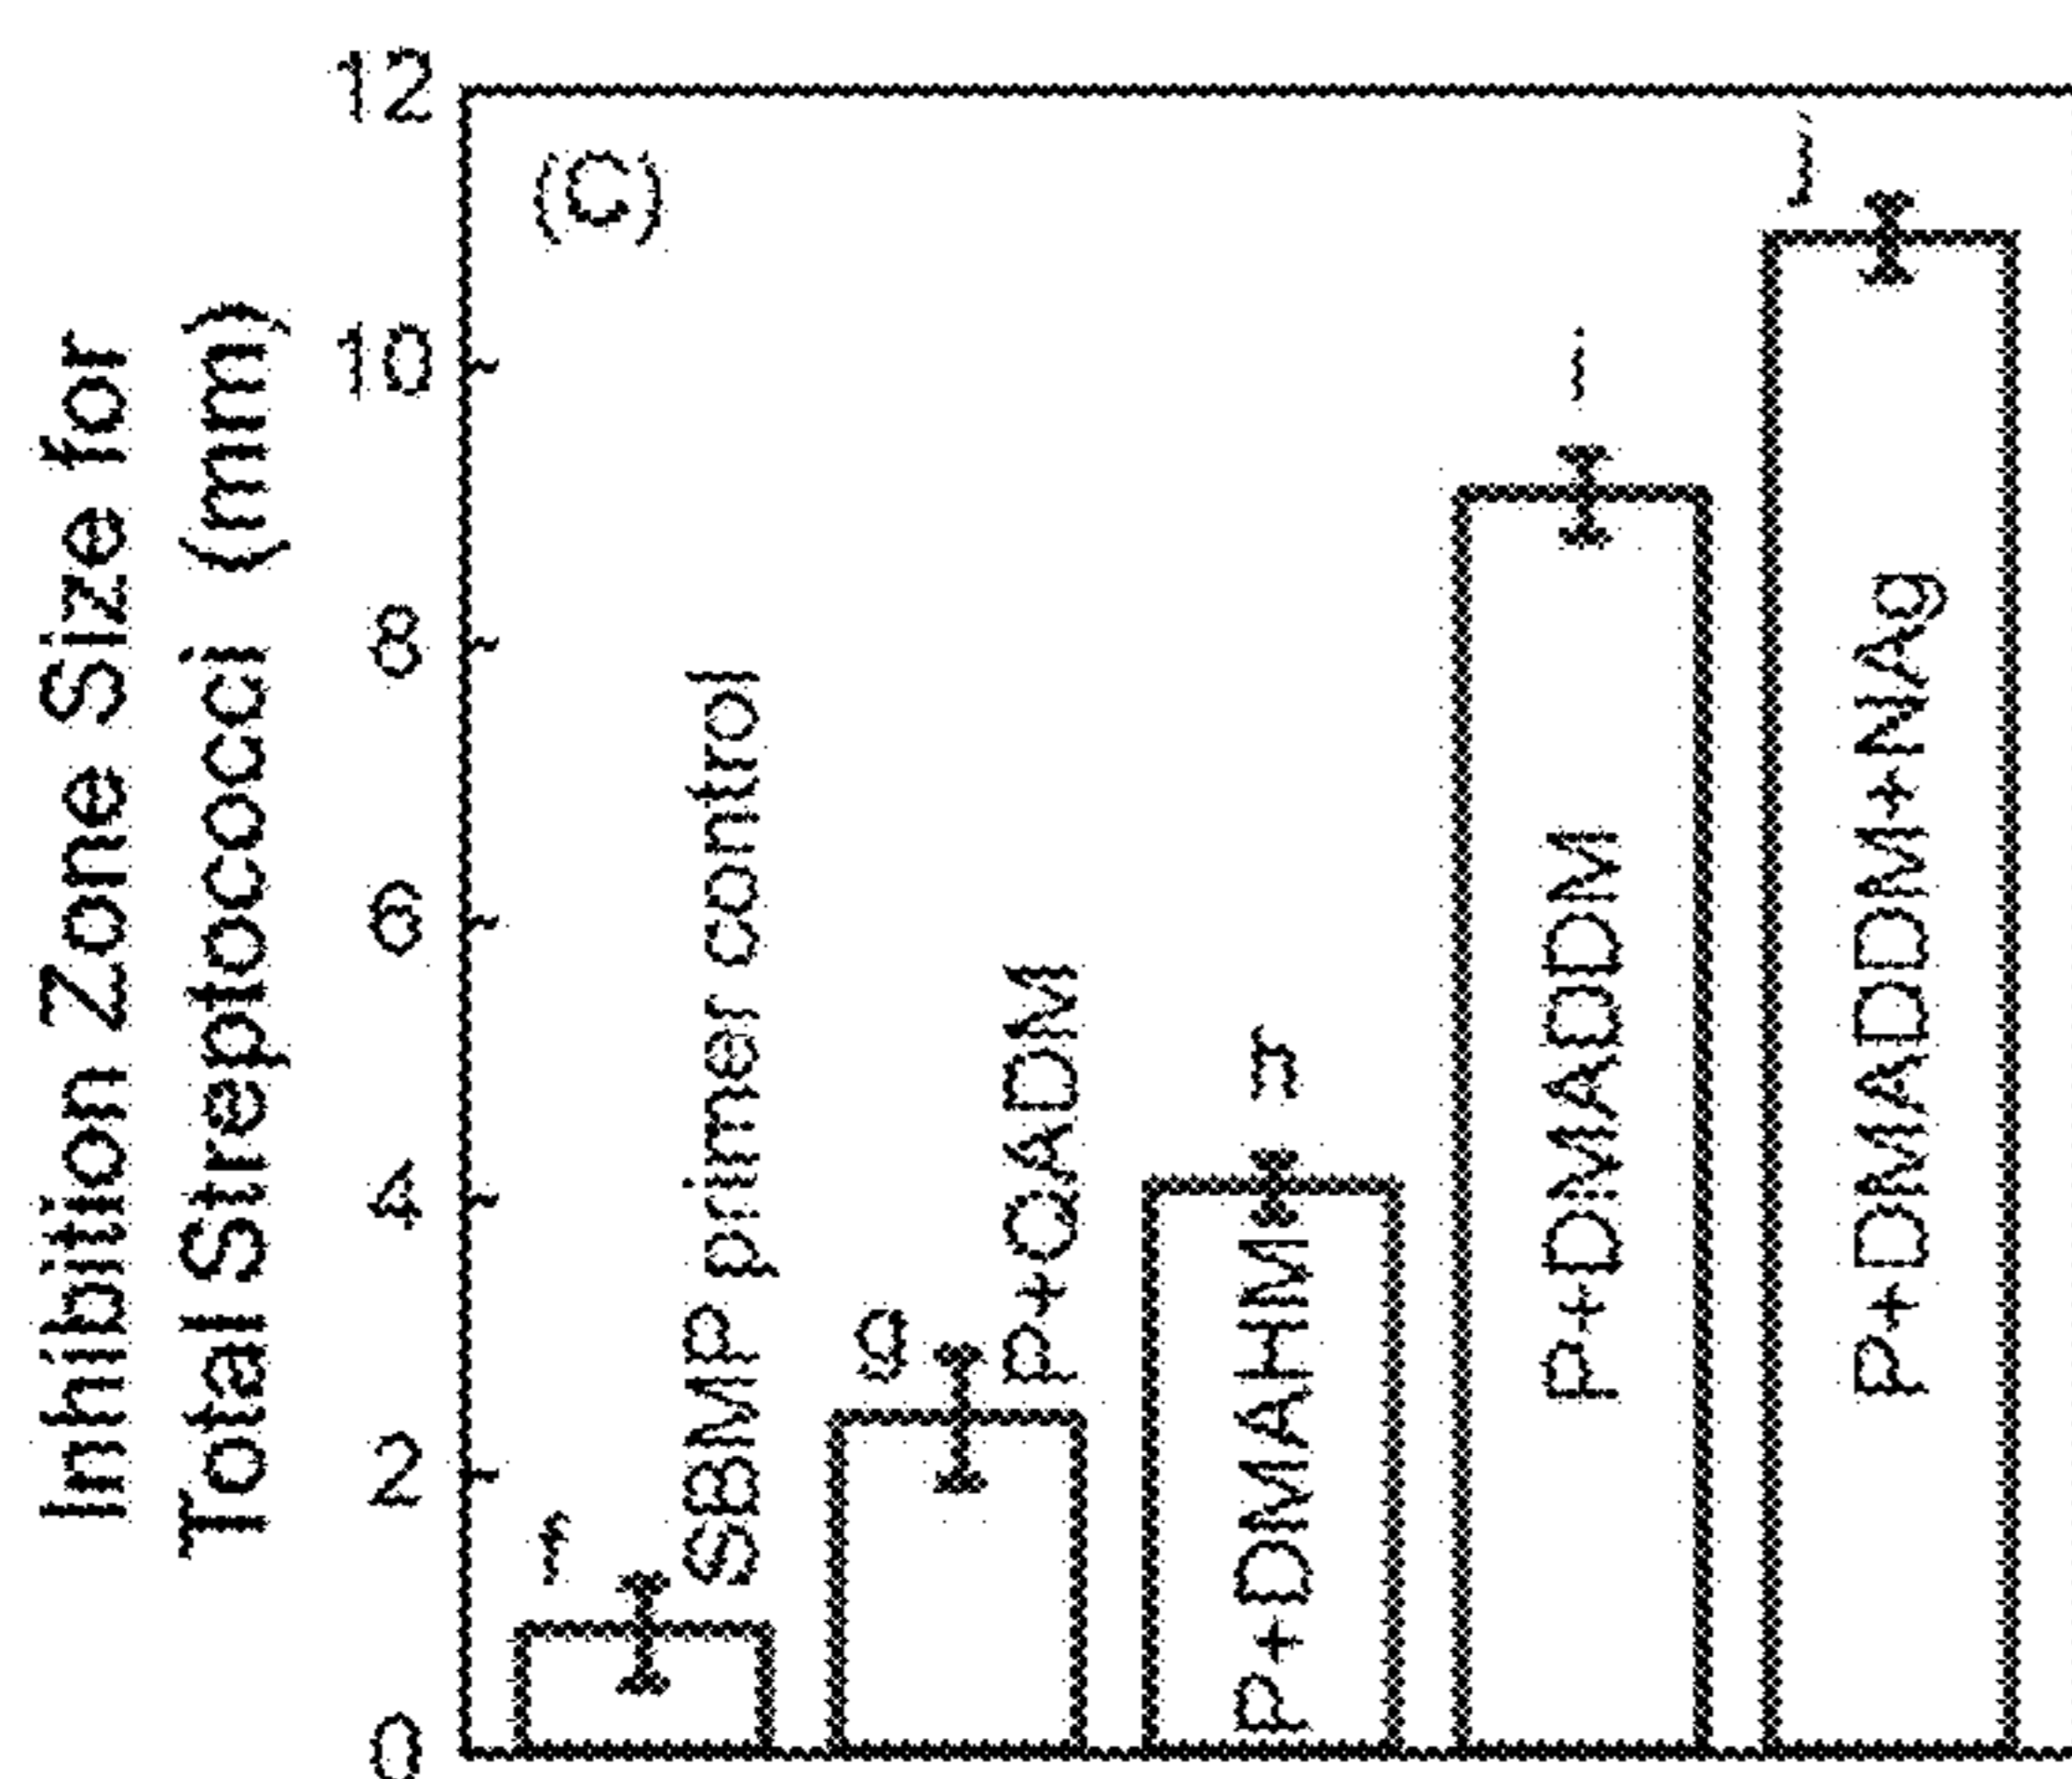 Inhibition Zone Size for
Total Streptococci (mm)
12
10
8
6
4
2
0
(C)
f
SBMP primer control
g
P+QADM
h
P+DMAHM
i
P+DMADDM
j
P+DMADDM+NAg